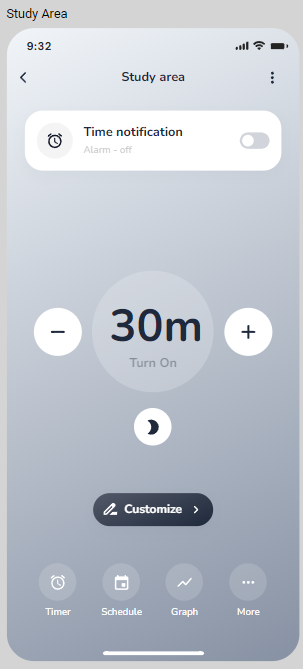 Study Area
9:32
Study area
Time notification
Alarm - off
30m
Turn On
Customize
Timer
Schedule
Graph
More